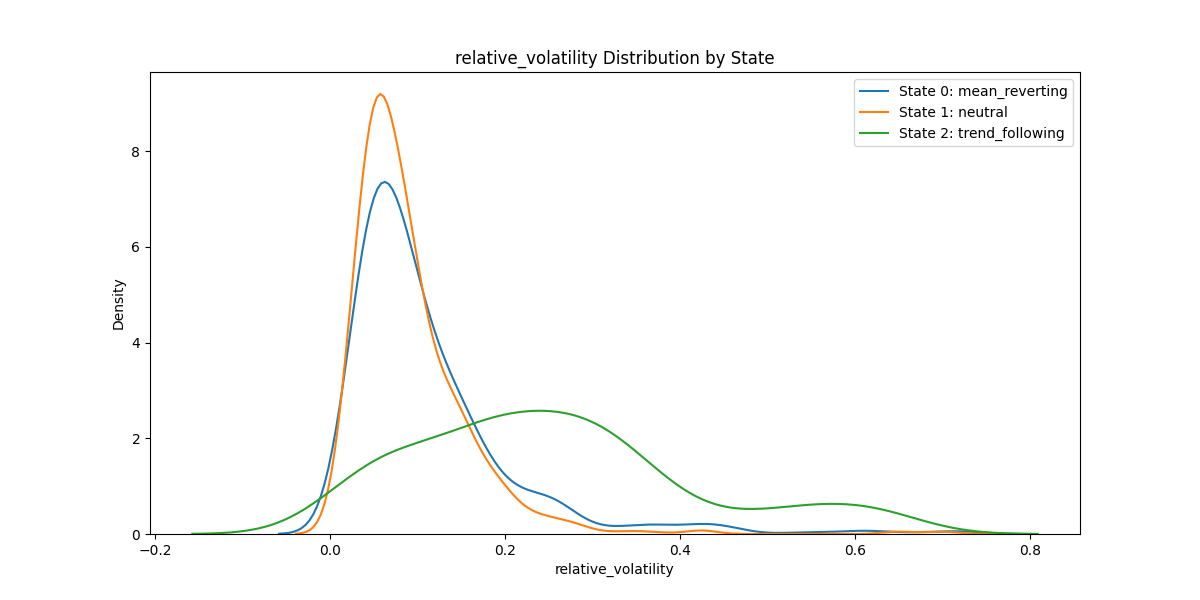 relative_volatility Distribution by State
State 0: mean_reverting
State 1: neutral
State 2: trend_following
Density
8
6
4
2
0
−0.2
0.0
0.2
0.4
0.6
0.8
relative_volatility